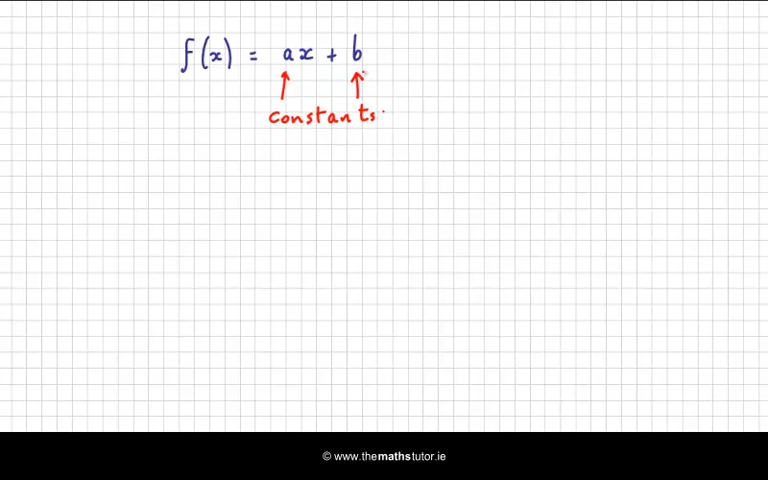 f(x) = ax + b
constants.
© www.themathstutor.ie